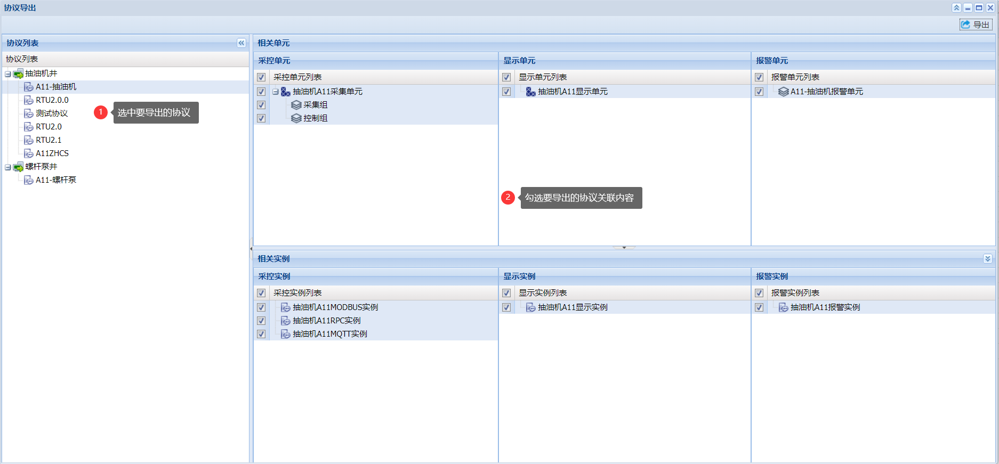 协议导出
导出
协议列表
协议列表
抽油机井
A11-抽油机
RTU2.0.0
测试协议
RTU2.0
RTU2.1
A11ZHCS
螺杆泵井
A11-螺杆泵
1
选中要导出的协议
相关单元
采控单元
采控单元列表
抽油机A11采集单元
采集组
控制组
显示单元
显示单元列表
抽油机A11显示单元
报警单元
报警单元列表
A11-抽油机报警单元
2
勾选要导出的协议关联内容
相关实例
采控实例
采控实例列表
抽油机A11MODBUS实例
抽油机A11RPC实例
抽油机A11MQTT实例
显示实例
显示实例列表
抽油机A11显示实例
报警实例
报警实例列表
抽油机A11报警实例